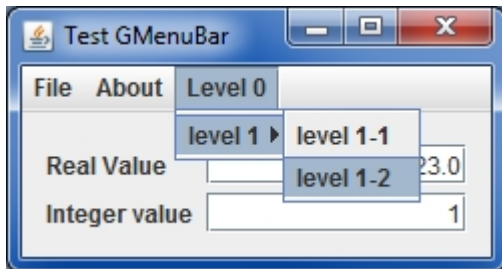 Test GMenuBar
File About Level 0
level 1 level 1-1
Real Value 23.0
level 1-2
Integer value 1